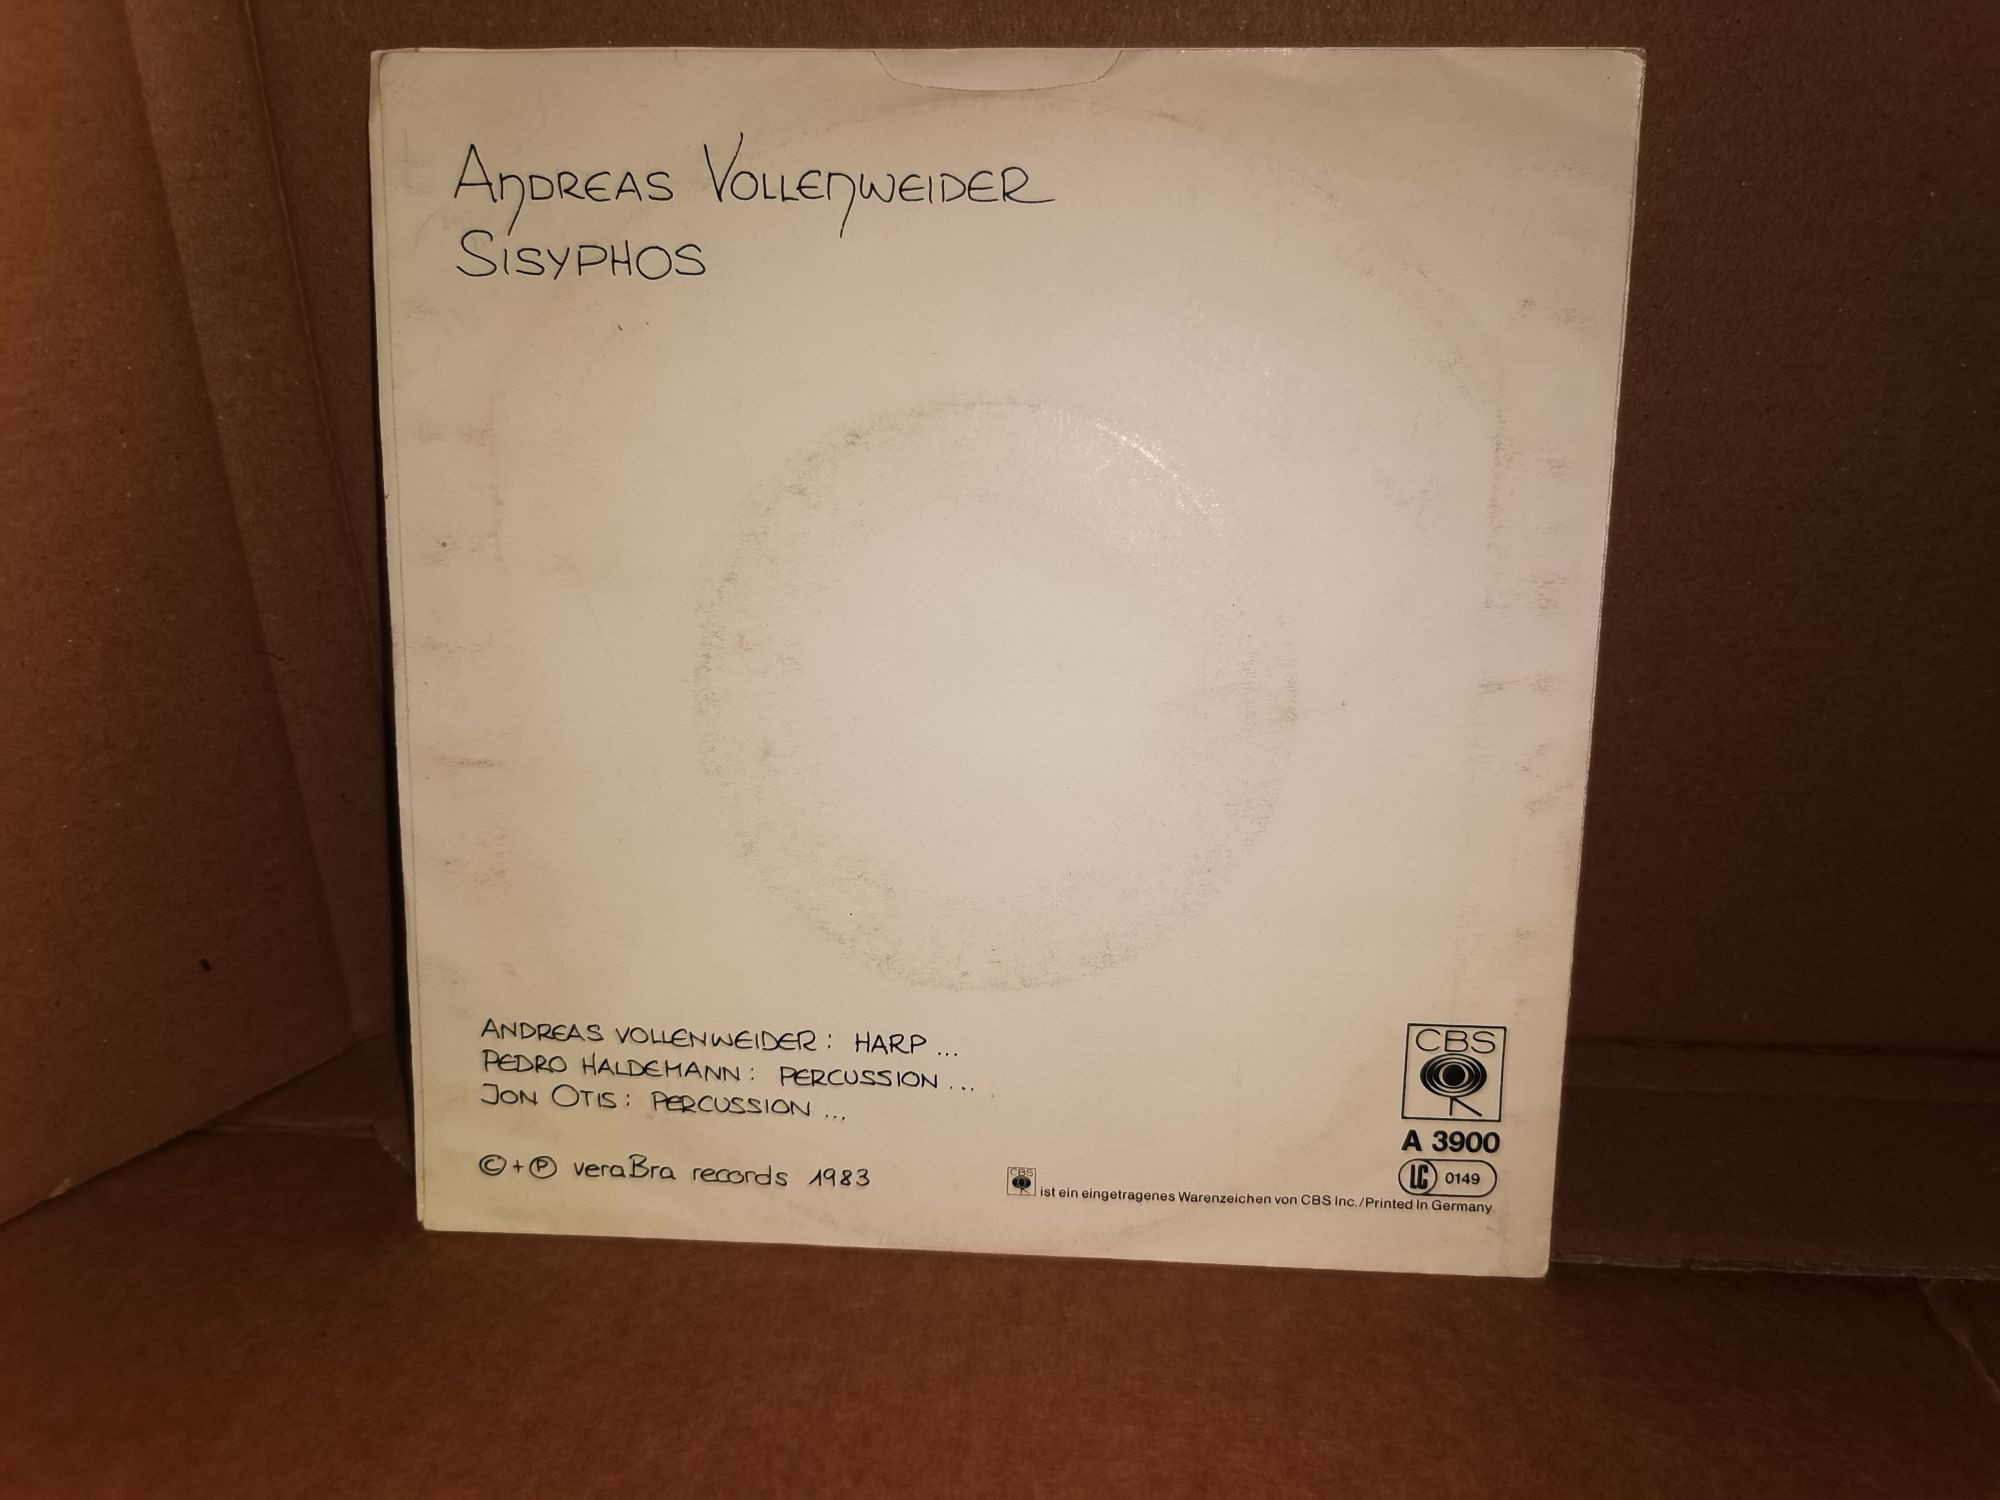 ANDREAS VOLLENWEIDER
SISYPHOS
ANDREAS VOLLENWEIDER: HARP ...
PEDRO HALDEMANN: PERCUSSION ...
JON OTIS: PERCUSSION ...
© + ℗ veraBra records 1983
CBS
A 3900
LC 0149
CBS ist ein eingetragenes Warenzeichen von CBS Inc./Printed in Germany